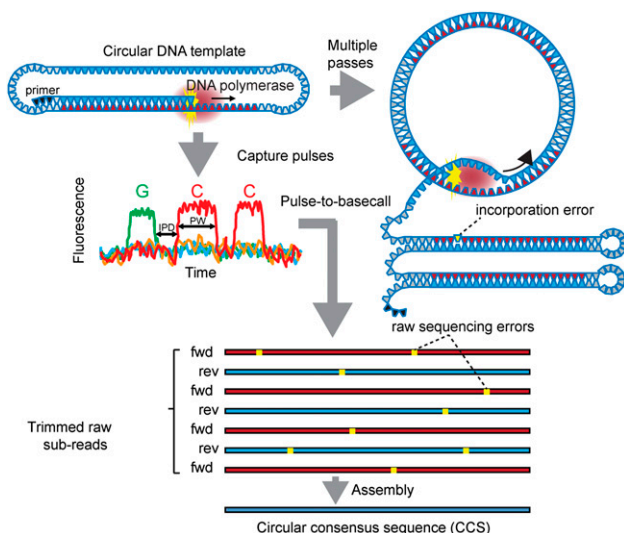 Circular DNA template
Multiple
passes
primer
DNA polymerase
Capture pulses
G C C
IPD
PW
Pulse-to-basecall
Fluorescence
Time
incorporation error
raw sequencing errors
fwd
rev
fwd
rev
fwd
rev
fwd
Trimmed raw
sub-reads
Assembly
Circular consensus sequence (CCS)